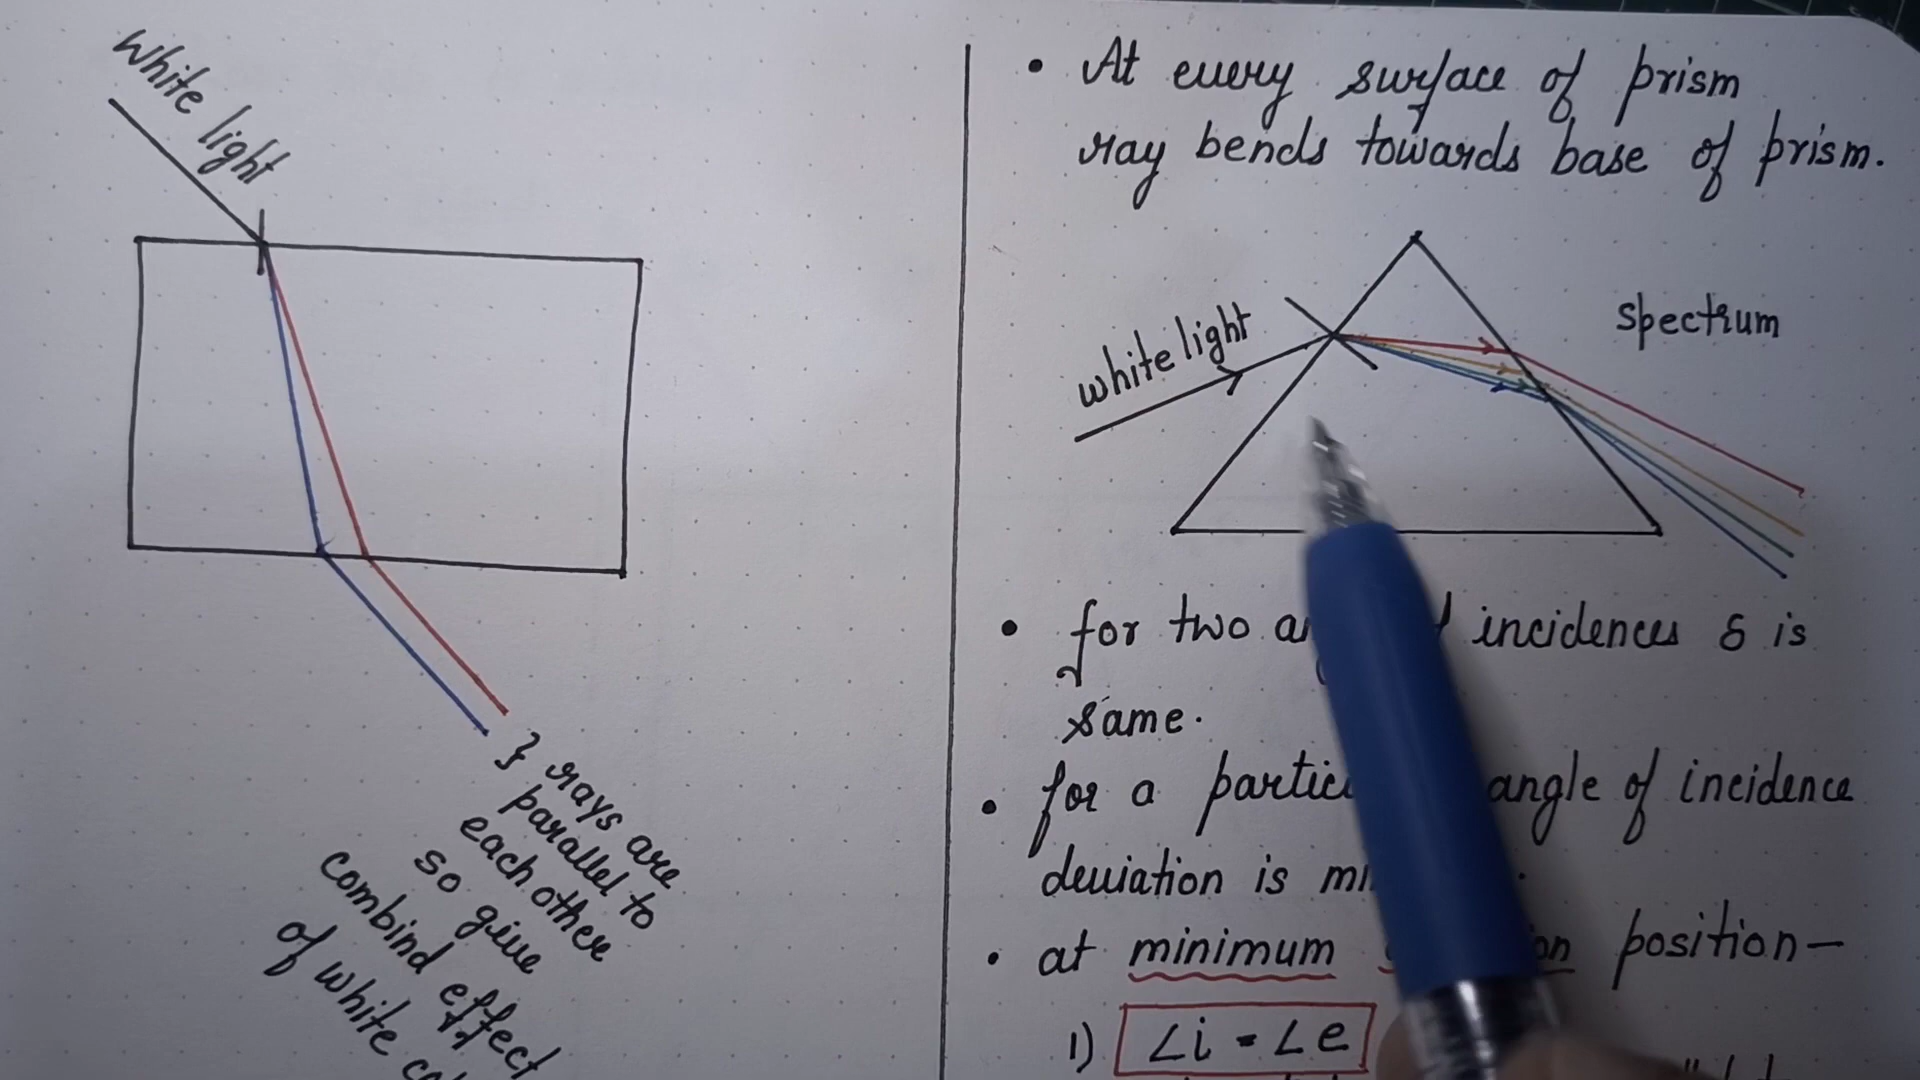 white light
} rays are
parallel to
each other
so give
combind effect
of white
• At every surface of prism
ray bends towards base of prism.
white light
spectrum
• for two incidences δ is
same.
• for a angle of incidence
deviation is
• at minimum position—
1) ∠i = ∠e